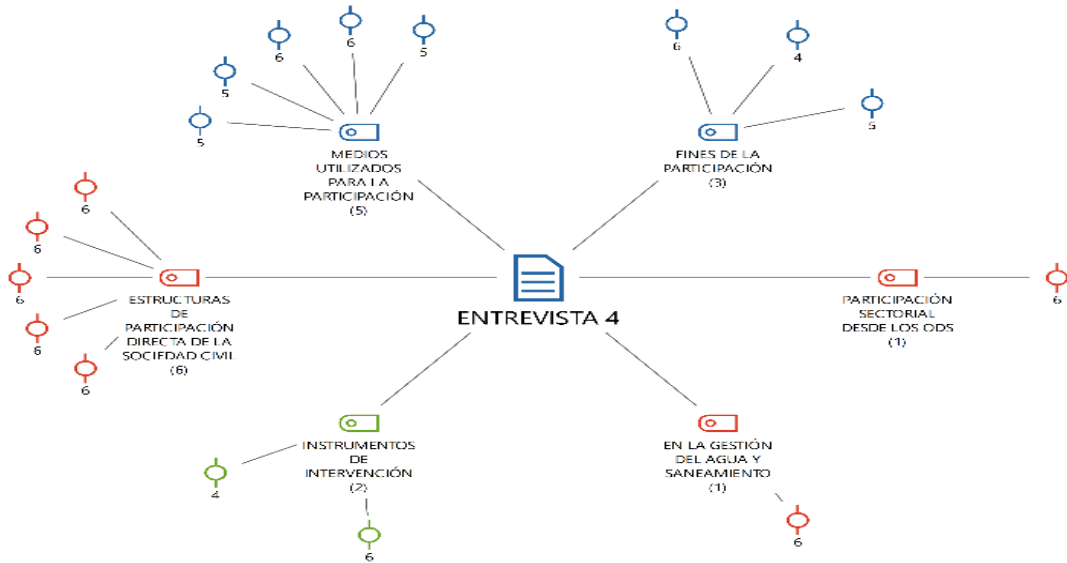 6
5
6
6
4
5
5
5
MEDIOS
UTILIZADOS
PARA LA
PARTICIPACIÓN
(5)
FINES DE LA
PARTICIPACIÓN
(3)
6
6
6
6
6
ESTRUCTURAS
DE
PARTICIPACIÓN
DIRECTA DE LA
SOCIEDAD CIVIL
(6)
ENTREVISTA 4
PARTICIPACIÓN
SECTORIAL
DESDE LOS ODS
(1)
6
INSTRUMENTOS
DE
INTERVENCIÓN
(2)
4
6
EN LA GESTIÓN
DEL AGUA Y
SANEAMIENTO
(1)
6